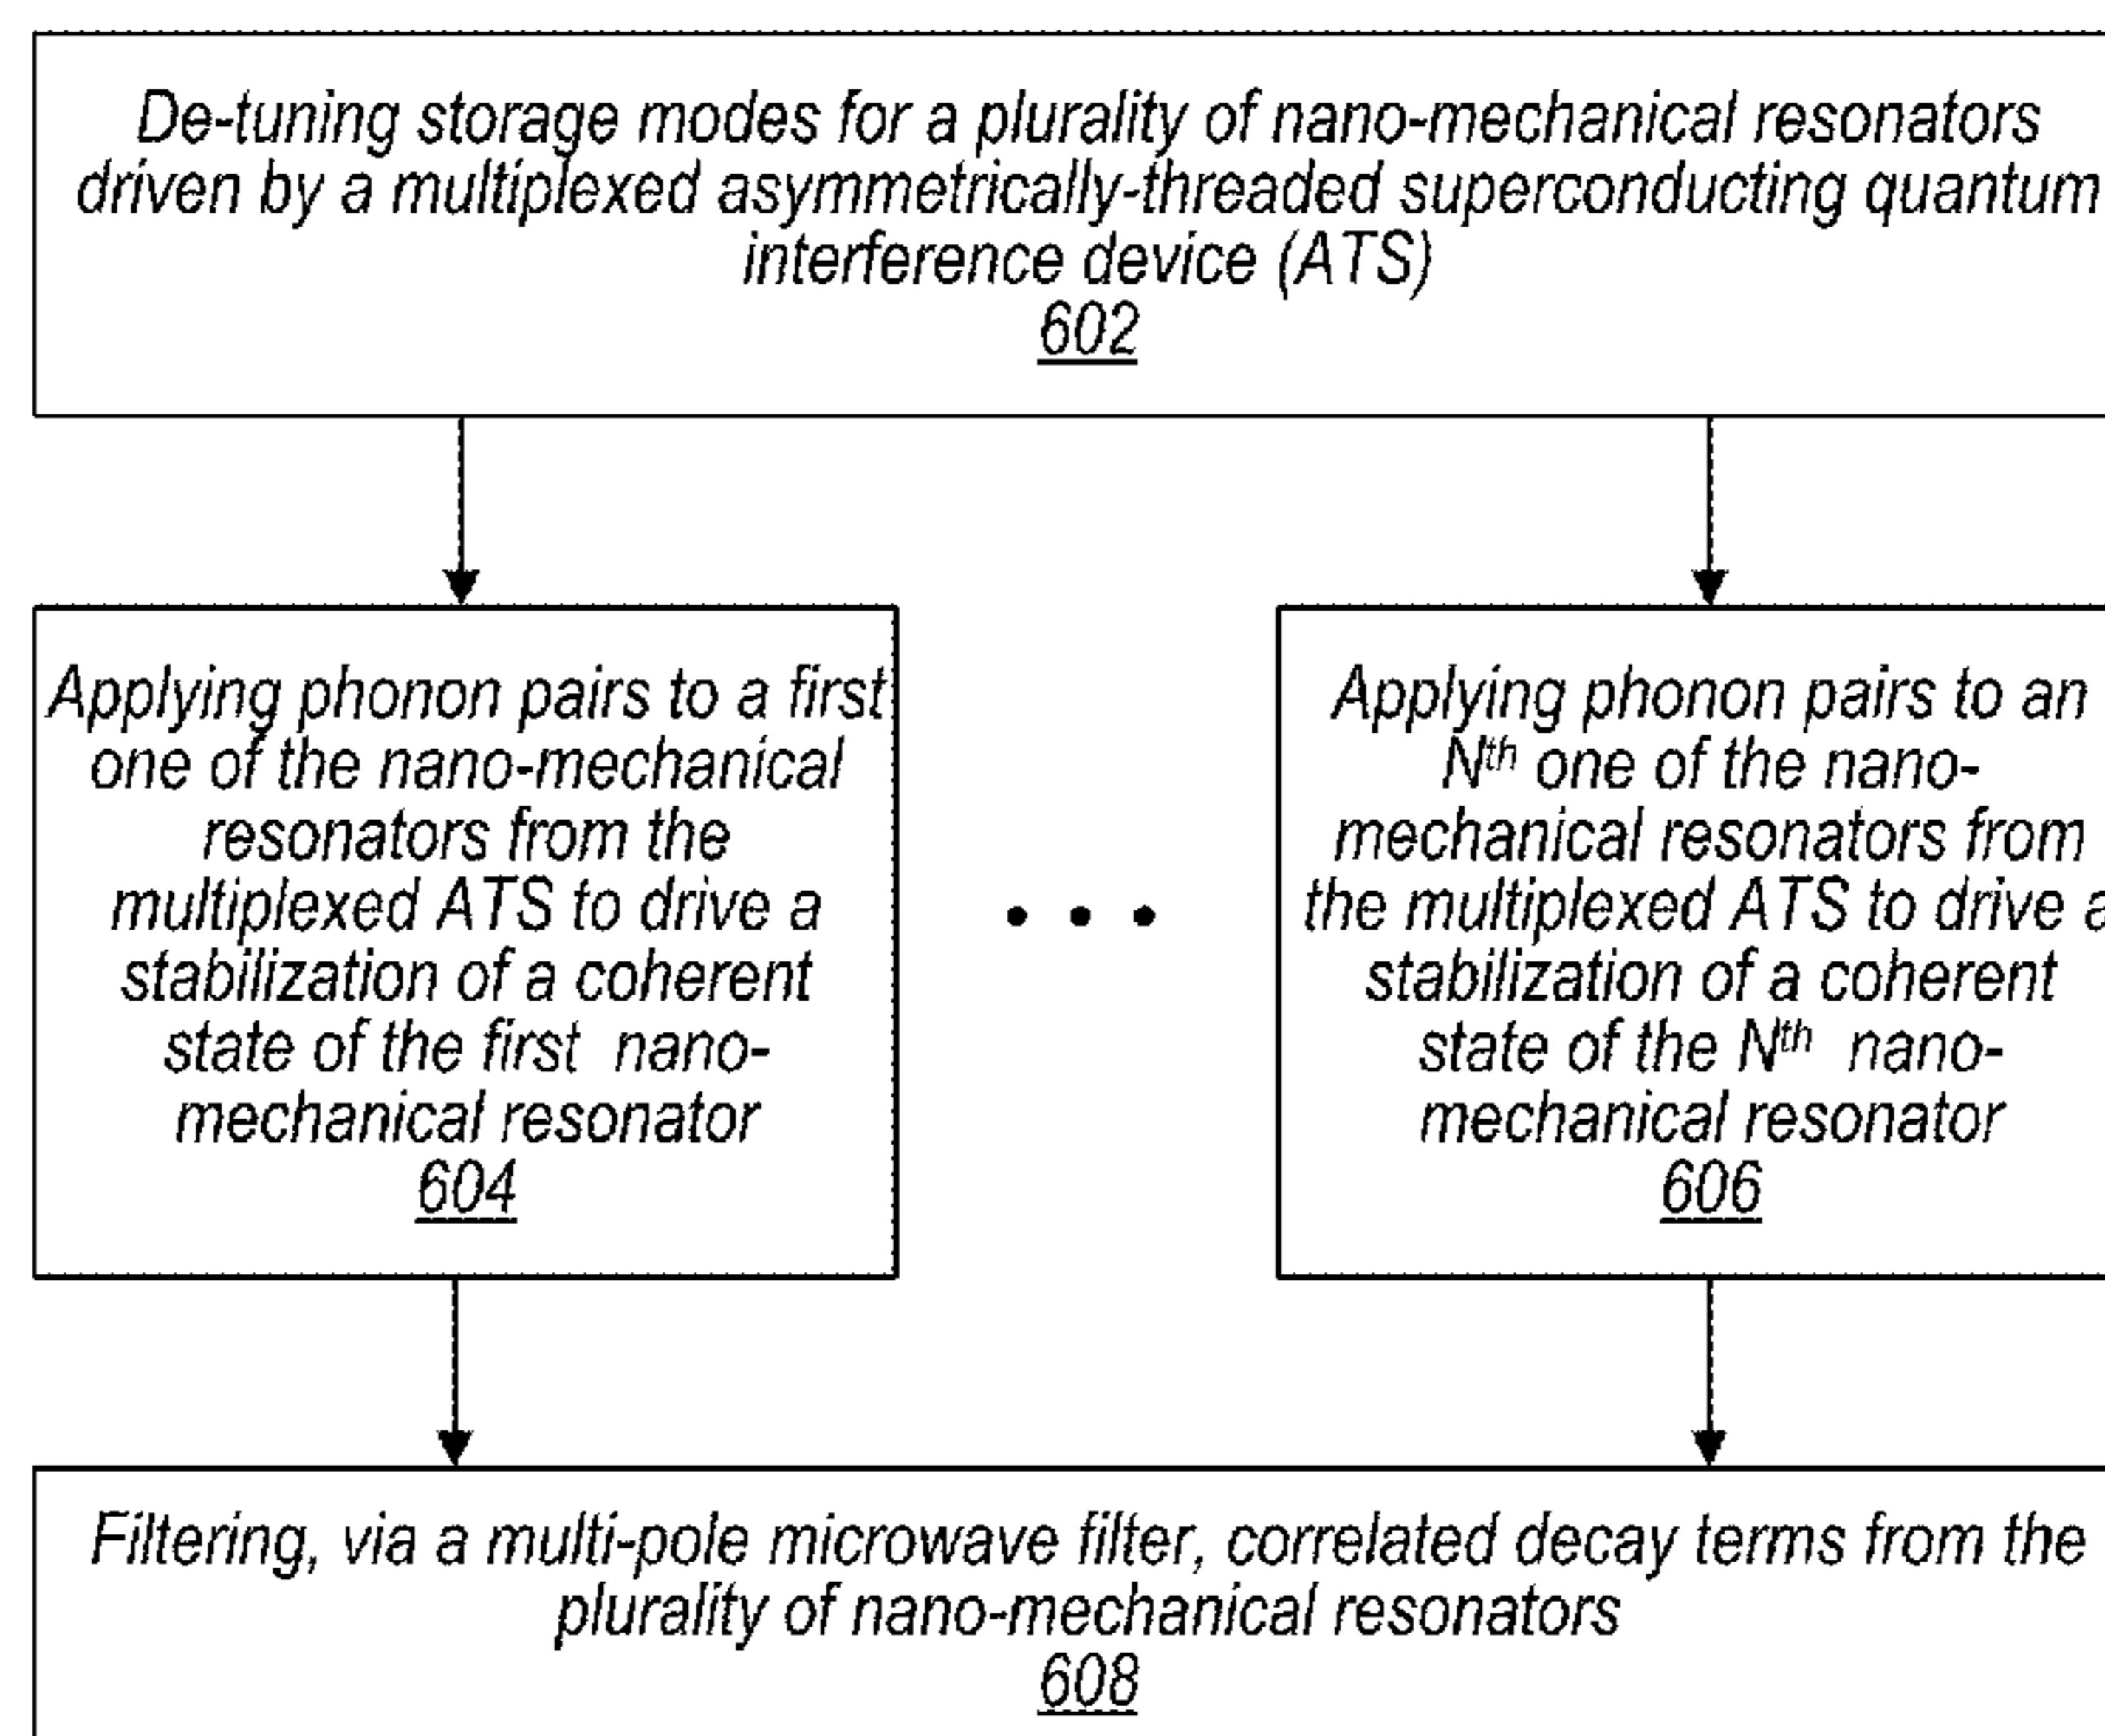 De-tuning storage modes for a plurality of nano-mechanical resonators
driven by a multiplexed asymmetrically-threaded superconducting quantum
interference device (ATS)
602
Applying phonon pairs to a first
one of the nano-mechanical
resonators from the
multiplexed ATS to drive a
stabilization of a coherent
state of the first nano-
mechanical resonator
604
• • •
Applying phonon pairs to an
Nth one of the nano-
mechanical resonators from
the multiplexed ATS to drive a
stabilization of a coherent
state of the Nth nano-
mechanical resonator
606
Filtering, via a multi-pole microwave filter, correlated decay terms from the
plurality of nano-mechanical resonators
608